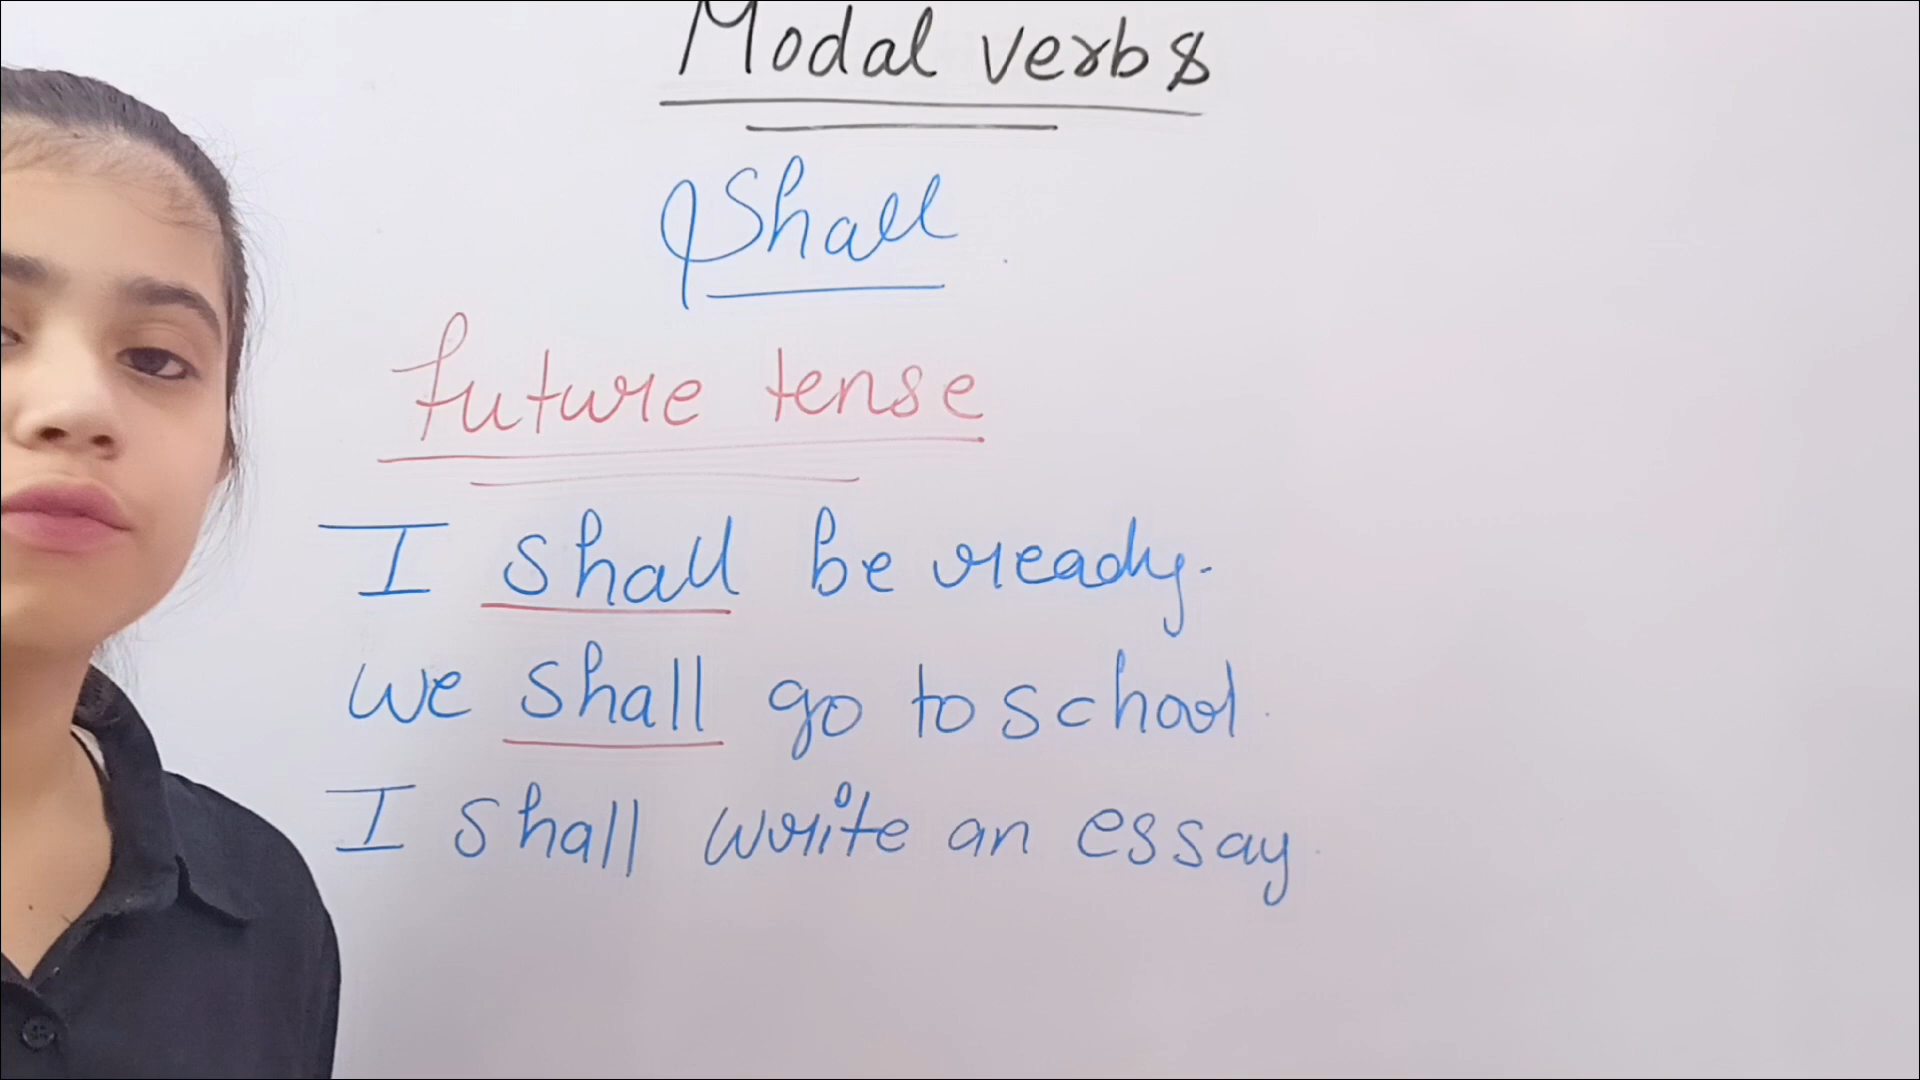 Modal verbs
Shall
future tense
I shall be ready.
we shall go to school.
I shall write an essay.